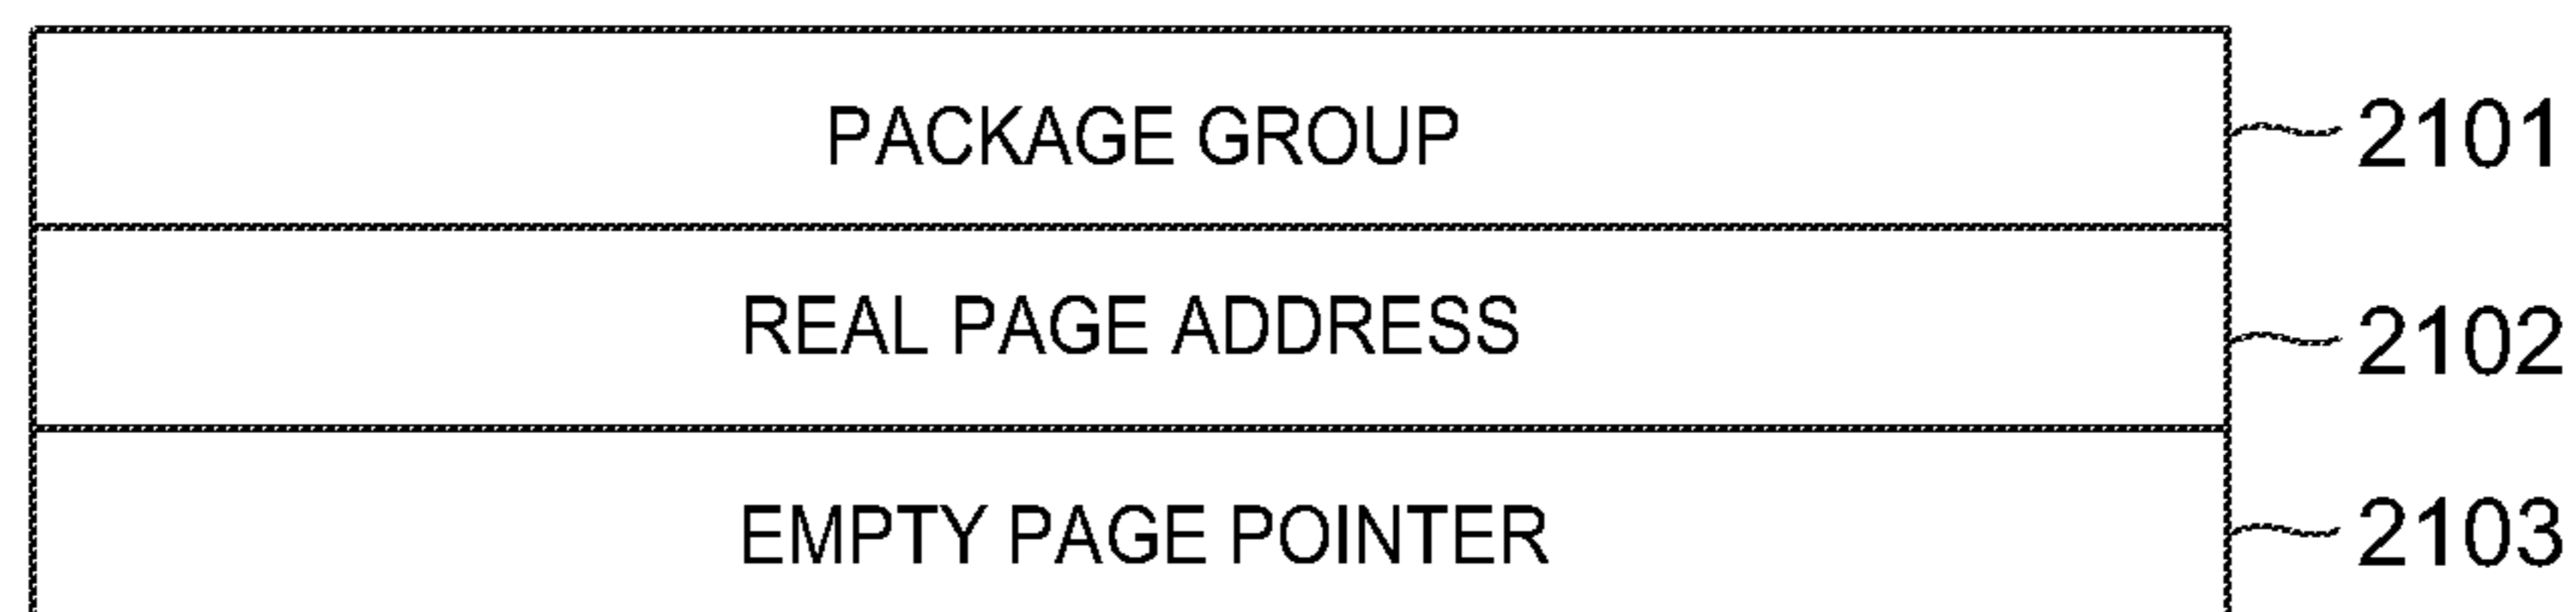 PACKAGE GROUP 2101
REAL PAGE ADDRESS 2102
EMPTY PAGE POINTER 2103